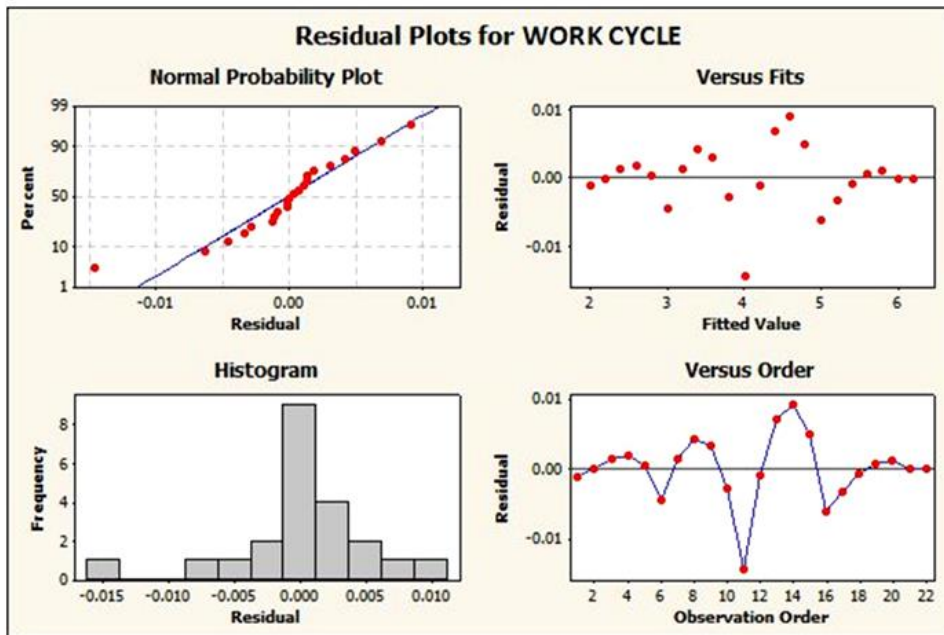 Residual Plots for WORK CYCLE
Normal Probability Plot
Percent
99
90
50
10
1
-0.01 0.00 0.01
Residual
Versus Fits
Residual
0.01
0.00
-0.01
2 3 4 5 6
Fitted Value
Histogram
Frequency
8
6
4
2
0
-0.015 -0.010 -0.005 0.000 0.005 0.010
Residual
Versus Order
Residual
0.01
0.00
-0.01
2 4 6 8 10 12 14 16 18 20 22
Observation Order